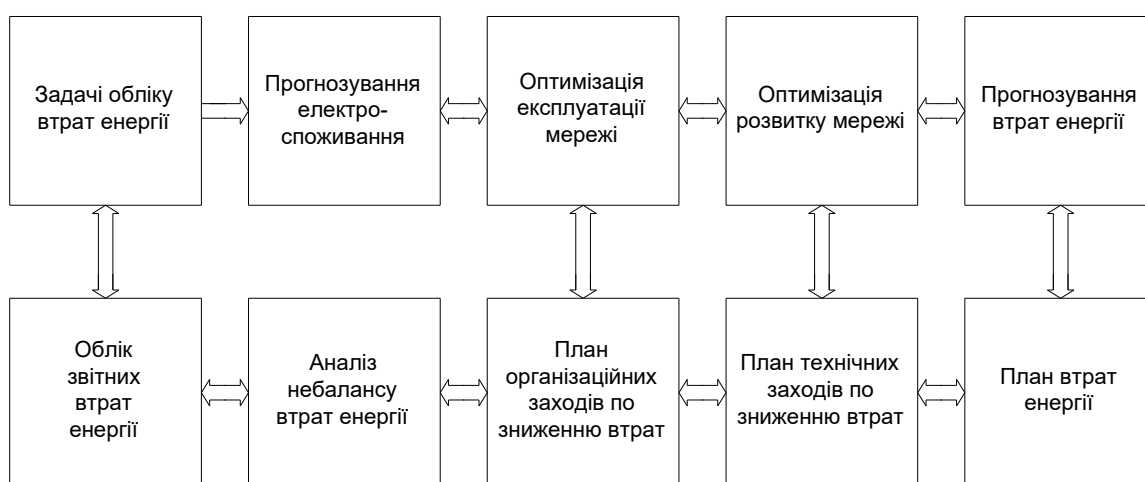 Задачі обліку
втрат енергії
Прогнозування
електро-
споживання
Оптимізація
експлуатації
мережі
Оптимізація
розвитку мережі
Прогнозування
втрат енергії
Облік
звітних
втрат
енергії
Аналіз
небалансу
втрат енергії
План
організаційних
заходів по
зниженню втрат
План технічних
заходів по
зниженню втрат
План втрат
енергії